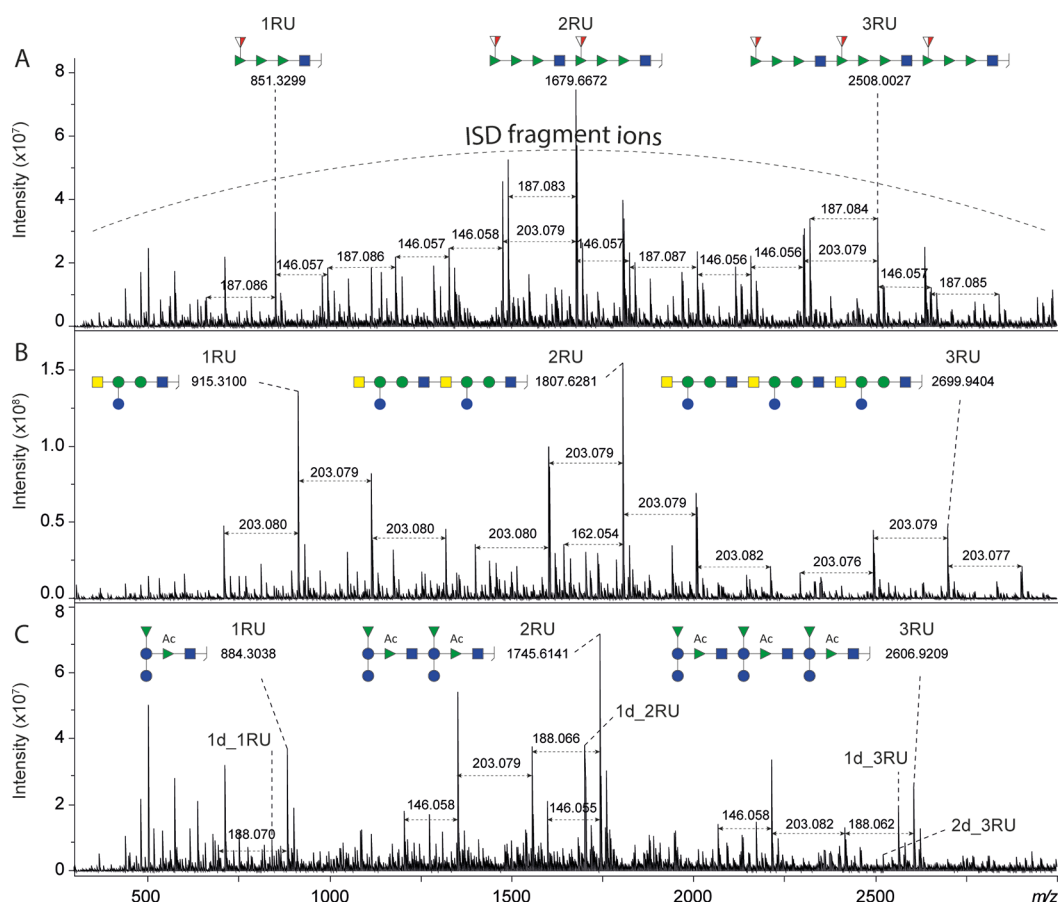 1RU 2RU 3RU
A
851.3299 1679.6672 2508.0027
8
ISD fragment ions
6
187.083
4
187.084
146.058 203.079 146.057 203.079
146.057 187.087 146.056
146.057 187.086 146.056 146.057 187.085
2
187.086
0
Intensity (x10⁷)
B
1RU 2RU 3RU
915.3100 1807.6281 2699.9404
1.5
1.0
203.079 203.079
203.079 203.079
0.5
203.080 203.080 203.080 162.054 203.082 203.076 203.077
0.0
Intensity (x10⁸)
C
8
1RU 2RU 3RU
Ac Ac Ac Ac Ac Ac
884.3038 1745.6141 2606.9209
6
1d_1RU 1d_2RU 1d_3RU
4
188.066
203.079
2
146.058 146.055 146.058 203.082 188.062 2d_3RU
188.070
0
Intensity (x10⁷)
500 1000 1500 2000 2500 m/z